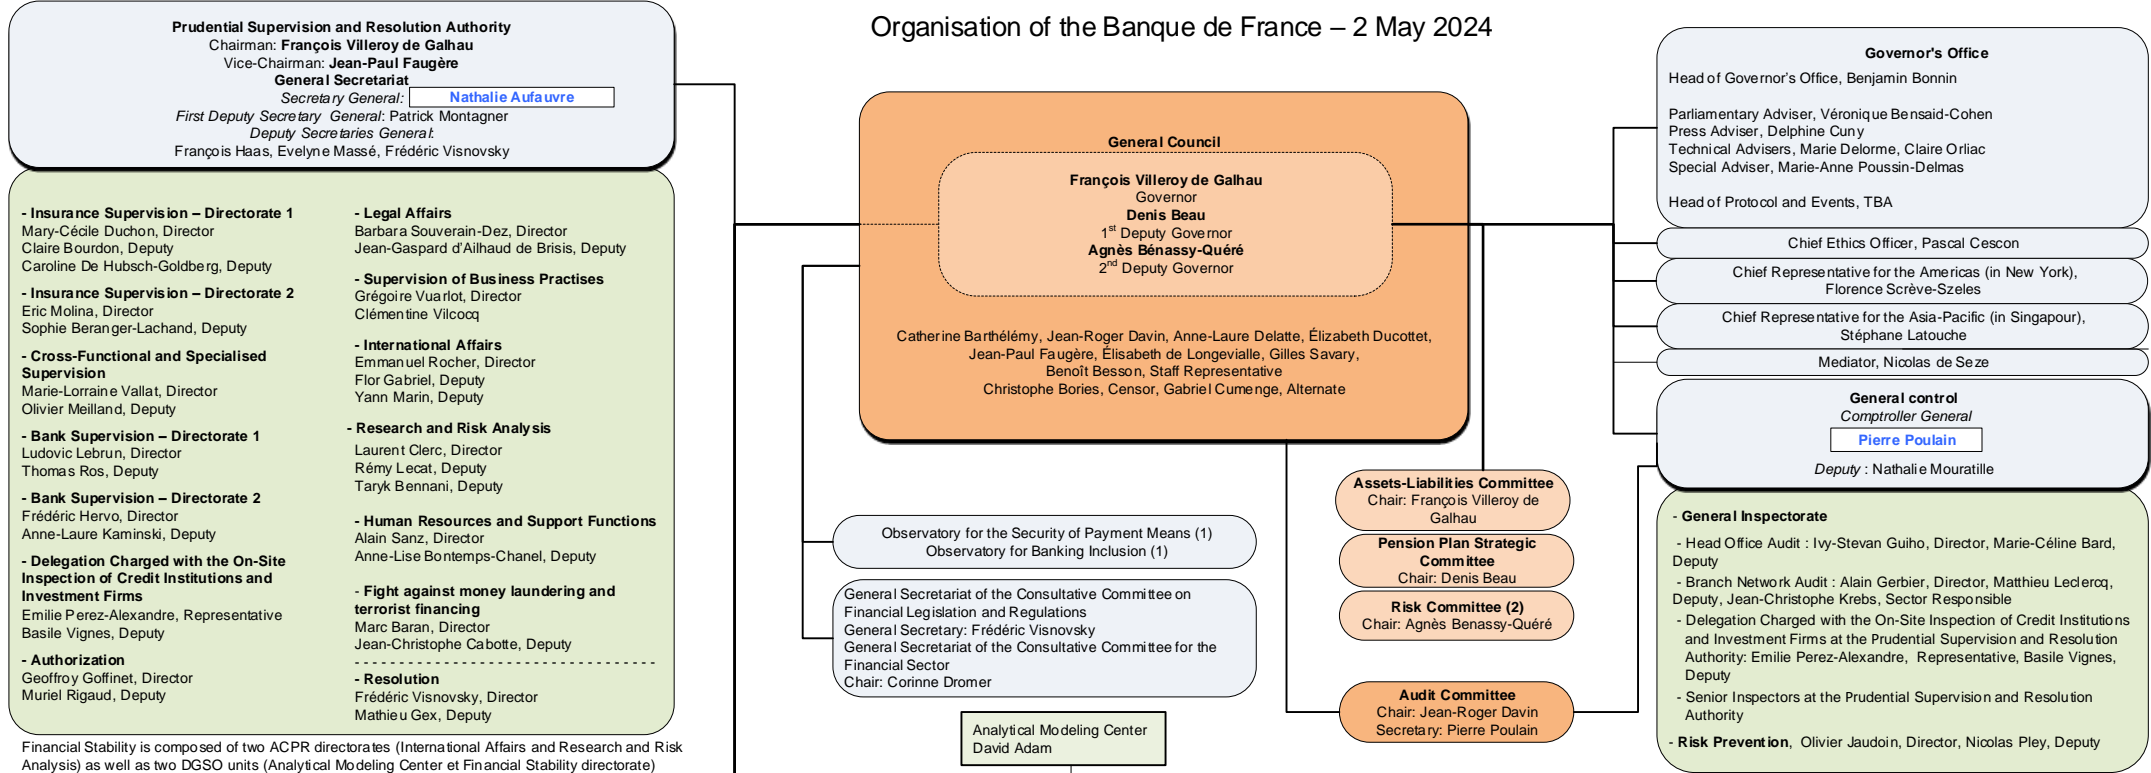 Organisation of the Banque de France – 2 May 2024
Prudential Supervision and Resolution Authority
Chairman: François Villeroy de Galhau
Vice-Chairman: Jean-Paul Faugère
General Secretariat
Secretary General: Nathalie Aufauvre
First Deputy Secretary General: Patrick Montagner
Deputy Secretaries General:
François Haas, Evelyne Massé, Frédéric Visnovsky
- Insurance Supervision – Directorate 1
Mary-Cécile Duchon, Director
Claire Bourdon, Deputy
Caroline De Hubsch-Goldberg, Deputy
- Insurance Supervision – Directorate 2
Eric Molina, Director
Sophie Beranger-Lachand, Deputy
- Cross-Functional and Specialised
Supervision
Marie-Lorraine Vallat, Director
Olivier Meilland, Deputy
- Bank Supervision – Directorate 1
Ludovic Lebrun, Director
Thomas Ros, Deputy
- Bank Supervision – Directorate 2
Frédéric Hervo, Director
Anne-Laure Kaminski, Deputy
- Delegation Charged with the On-Site
Inspection of Credit Institutions and
Investment Firms
Emilie Perez-Alexandre, Representative
Basile Vignes, Deputy
- Authorization
Geoffroy Goffinet, Director
Muriel Rigaud, Deputy
- Legal Affairs
Barbara Souverain-Dez, Director
Jean-Gaspard d'Ailhaud de Brisis, Deputy
- Supervision of Business Practises
Grégoire Vuarlot, Director
Clémentine Vilcocq
- International Affairs
Emmanuel Rocher, Director
Flor Gabriel, Deputy
Yann Marin, Deputy
- Research and Risk Analysis
Laurent Clerc, Director
Rémy Lecat, Deputy
Taryk Bennani, Deputy
- Human Resources and Support Functions
Alain Sanz, Director
Anne-Lise Bontemps-Chanel, Deputy
- Fight against money laundering and
terrorist financing
Marc Baran, Director
Jean-Christophe Cabotte, Deputy
- Resolution
Frédéric Visnovsky, Director
Mathieu Gex, Deputy
Financial Stability is composed of two ACPR directorates (International Affairs and Research and Risk
Analysis) as well as two DGSO units (Analytical Modeling Center et Financial Stability directorate)
General Council
François Villeroy de Galhau
Governor
Denis Beau
1st Deputy Governor
Agnès Bénassy-Quéré
2nd Deputy Governor
Catherine Barthélémy, Jean-Roger Davin, Anne-Laure Delatte, Élizabeth Ducottet,
Jean-Paul Faugère, Élisabeth de Longevialle, Gilles Savary,
Benoît Besson, Staff Representative
Christophe Bories, Censor, Gabriel Cumenge, Alternate
Observatory for the Security of Payment Means (1)
Observatory for Banking Inclusion (1)
General Secretariat of the Consultative Committee on
Financial Legislation and Regulations
General Secretary: Frédéric Visnovsky
General Secretariat of the Consultative Committee for the
Financial Sector
Chair: Corinne Dromer
Analytical Modeling Center
David Adam
Assets-Liabilities Committee
Chair: François Villeroy de
Galhau
Pension Plan Strategic
Committee
Chair: Denis Beau
Risk Committee (2)
Chair: Agnès Benassy-Quéré
Audit Committee
Chair: Jean-Roger Davin
Secretary: Pierre Poulain
Governor's Office
Head of Governor's Office, Benjamin Bonnin
Parliamentary Adviser, Véronique Bensaid-Cohen
Press Adviser, Delphine Cuny
Technical Advisers, Marie Delorme, Claire Orliac
Special Adviser, Marie-Anne Poussin-Delmas
Head of Protocol and Events, TBA
Chief Ethics Officer, Pascal Cescon
Chief Representative for the Americas (in New York),
Florence Scrève-Szeles
Chief Representative for the Asia-Pacific (in Singapour),
Stéphane Latouche
Mediator, Nicolas de Seze
General control
Comptroller General
Pierre Poulain
Deputy : Nathalie Mouratille
- General Inspectorate
- Head Office Audit : Ivy-Stevan Guiho, Director, Marie-Céline Bard,
Deputy
- Branch Network Audit : Alain Gerbier, Director, Matthieu Leclercq,
Deputy, Jean-Christophe Krebs, Sector Responsible
- Delegation Charged with the On-Site Inspection of Credit Institutions
and Investment Firms at the Prudential Supervision and Resolution
Authority: Emilie Perez-Alexandre, Representative, Basile Vignes,
Deputy
- Senior Inspectors at the Prudential Supervision and Resolution
Authority
- Risk Prevention, Olivier Jaudoin, Director, Nicolas Pley, Deputy